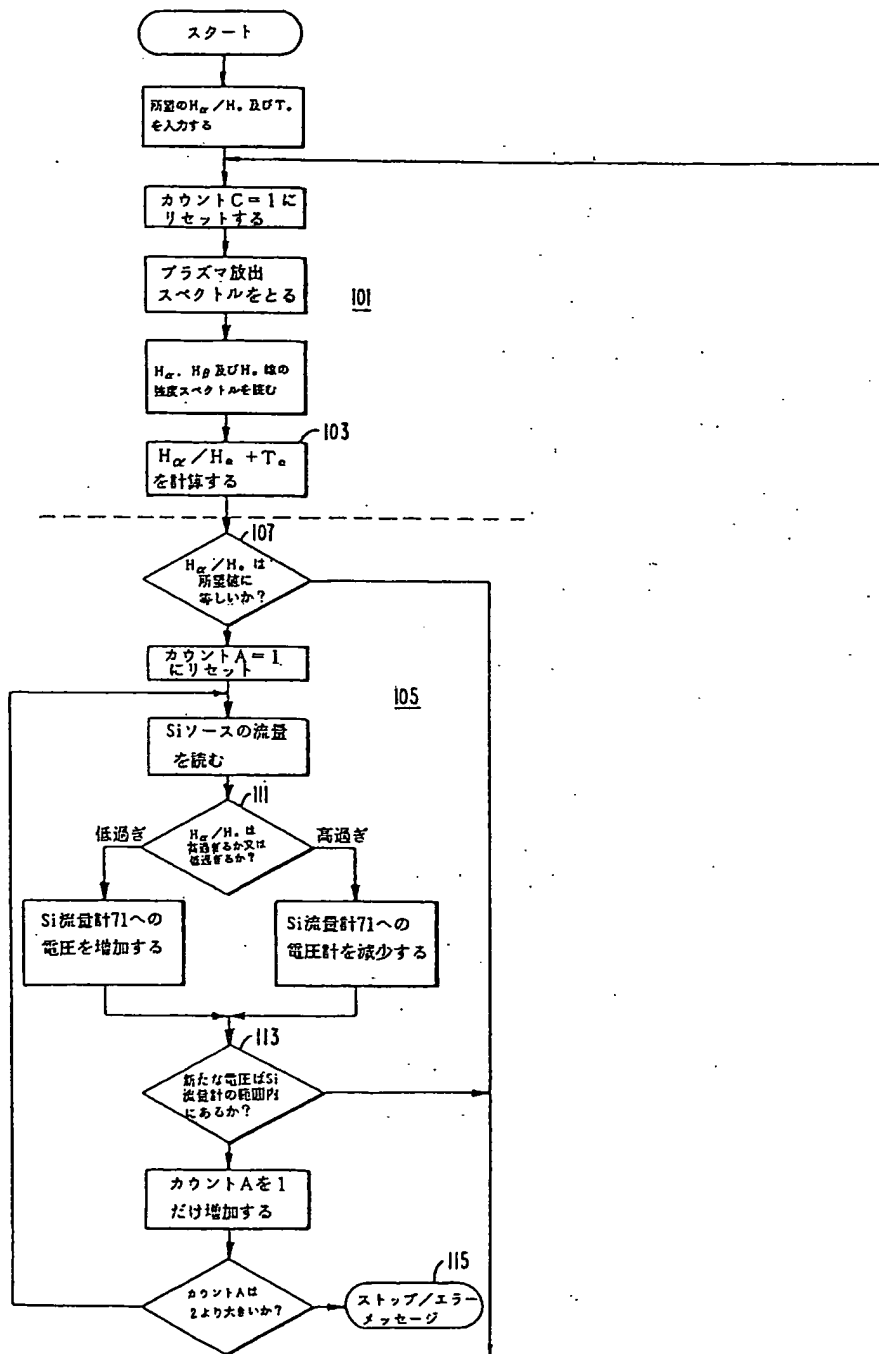 スタート
所望のHα/H。及びT。
を入力する
カウントC=1に
リセットする
プラズマ放出
スペクトルをとる
101
Hα、Hβ及びH。線の
強度スペクトルを読む
103
Hα/He+Te
を計算する
107
Hα/H。は
所望値に
等しいか?
カウントA=1
にリセット
105
Siソースの流量
を読む
111
低過ぎ
Hα/H。は
高過ぎるか又は
低過ぎるか?
高過ぎ
Si流量計71への
電圧を増加する
Si流量計71への
電圧計を減少する
113
新たな電圧はSi
流量計の範囲内
にあるか?
カウントAを1
だけ増加する
カウントAは
2より大きいか?
115
ストップ/エラー
メッセージ